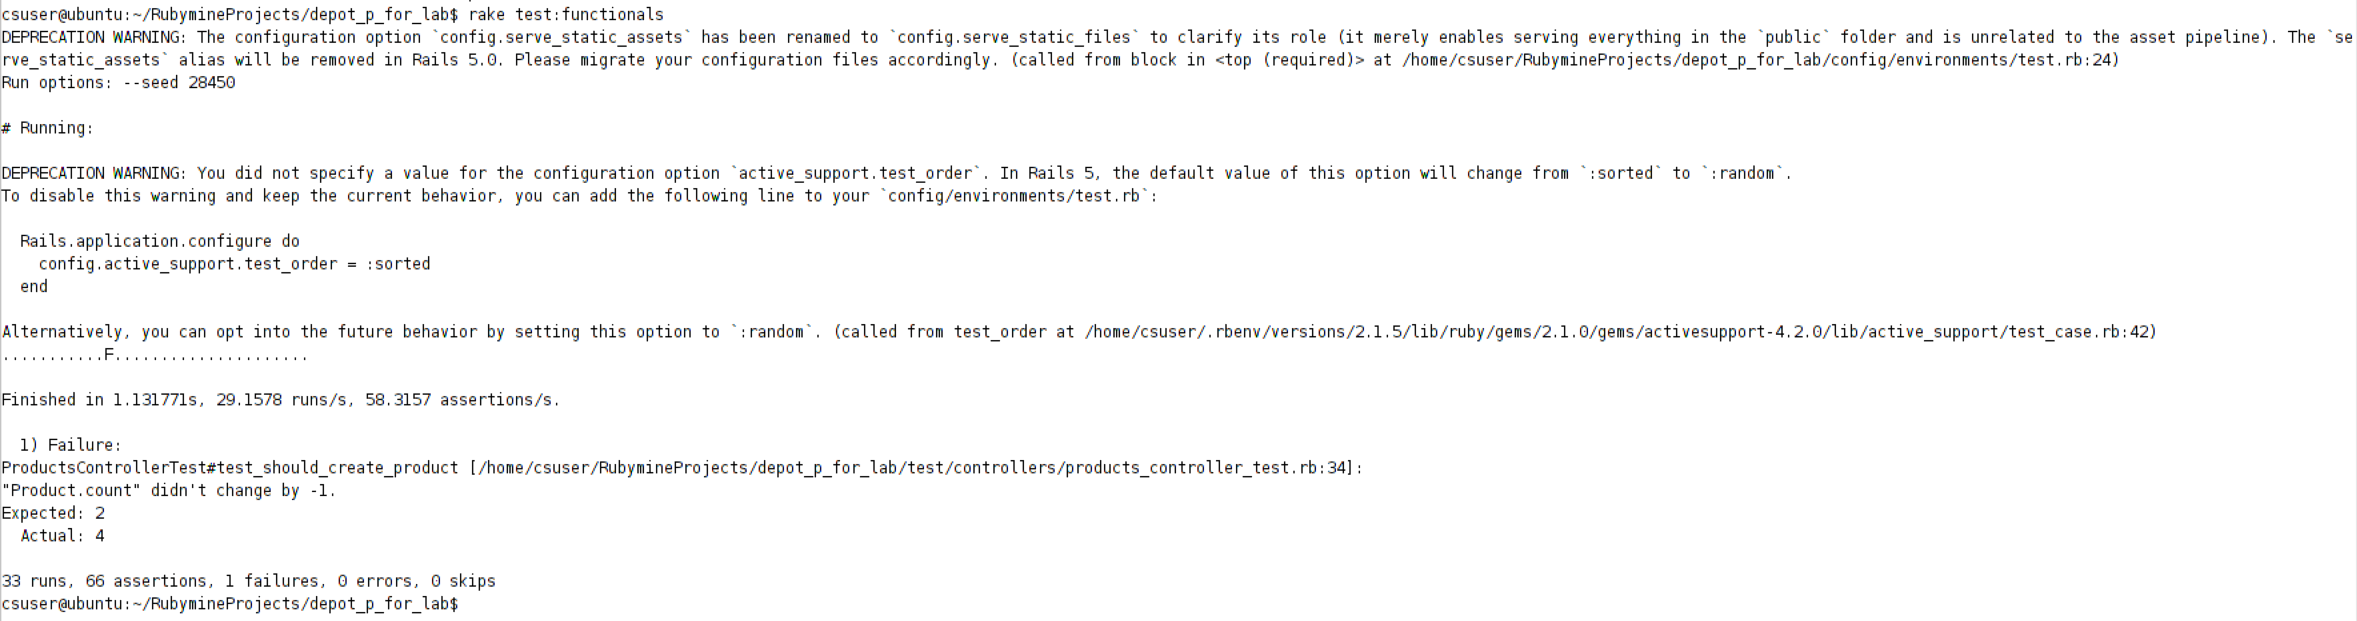 csuser@ubuntu:~/RubymineProjects/depot_p_for_lab$ rake test:functionals
DEPRECATION WARNING: The configuration option `config.serve_static_assets` has been renamed to `config.serve_static_files` to clarify its role (it merely enables serving everything in the `public` folder and is unrelated to the asset pipeline). The `se
rve_static_assets` alias will be removed in Rails 5.0. Please migrate your configuration files accordingly. (called from block in <top (required)> at /home/csuser/RubymineProjects/depot_p_for_lab/config/environments/test.rb:24)
Run options: --seed 28450
# Running:
DEPRECATION WARNING: You did not specify a value for the configuration option `active_support.test_order`. In Rails 5, the default value of this option will change from `:sorted` to `:random`.
To disable this warning and keep the current behavior, you can add the following line to your `config/environments/test.rb`:
  Rails.application.configure do
    config.active_support.test_order = :sorted
  end
Alternatively, you can opt into the future behavior by setting this option to `:random`. (called from test_order at /home/csuser/.rbenv/versions/2.1.5/lib/ruby/gems/2.1.0/gems/activesupport-4.2.0/lib/active_support/test_case.rb:42)
...........F.....................
Finished in 1.131771s, 29.1578 runs/s, 58.3157 assertions/s.
  1) Failure:
ProductsControllerTest#test_should_create_product [/home/csuser/RubymineProjects/depot_p_for_lab/test/controllers/products_controller_test.rb:34]:
"Product.count" didn't change by -1.
Expected: 2
  Actual: 4
33 runs, 66 assertions, 1 failures, 0 errors, 0 skips
csuser@ubuntu:~/RubymineProjects/depot_p_for_lab$